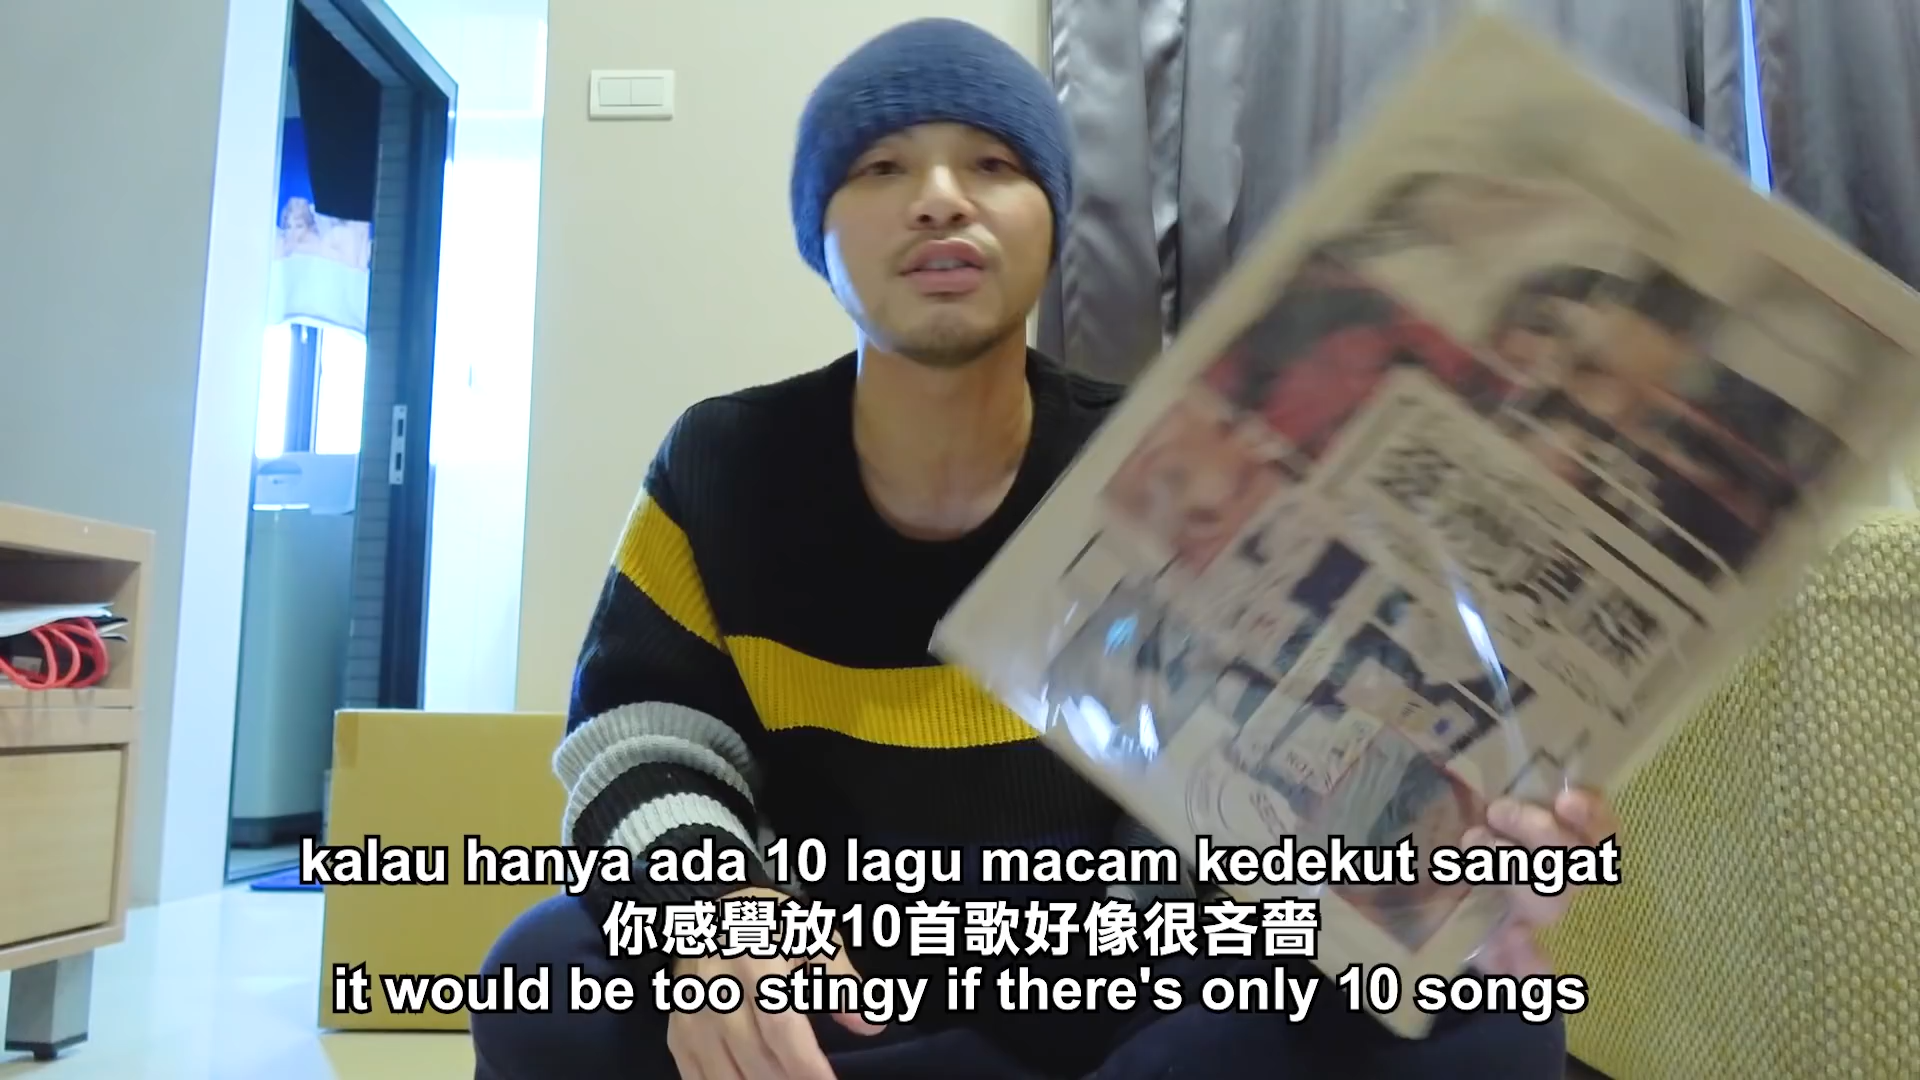 kalau hanya ada 10 lagu macam kedekut sangat
你感覺放10首歌好像很吝嗇
it would be too stingy if there's only 10 songs